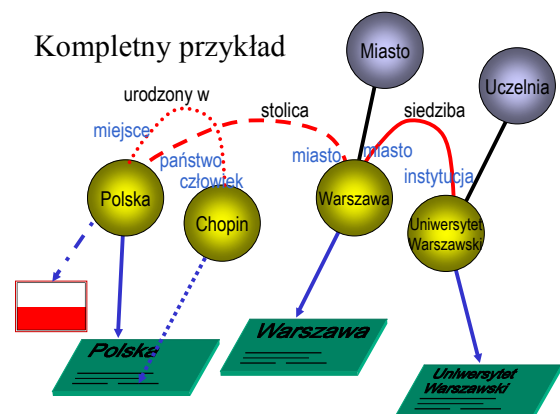 Kompletny przykład
Miasto
Uczelnia
urodzony w
stolica
siedziba
miejsce
państwo
człowiek
miasto
miasto
instytucja
Polska
Chopin
Warszawa
Uniwersytet
Warszawski
Polska
Warszawa
Uniwersytet
Warszawski